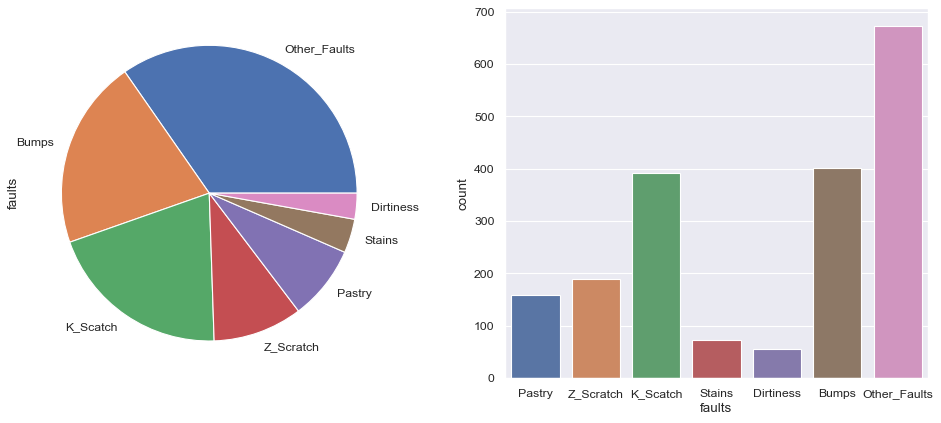 Other_Faults
Bumps
faults
Dirtiness
Stains
Pastry
K_Scatch
Z_Scratch
700
600
500
400
300
200
100
0
count
Pastry Z_Scratch K_Scatch Stains Dirtiness Bumps Other_Faults
faults